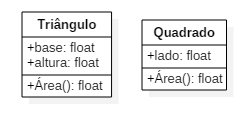 Triângulo
+base: float
+altura: float
+Área(): float
Quadrado
+lado: float
+Área(): float